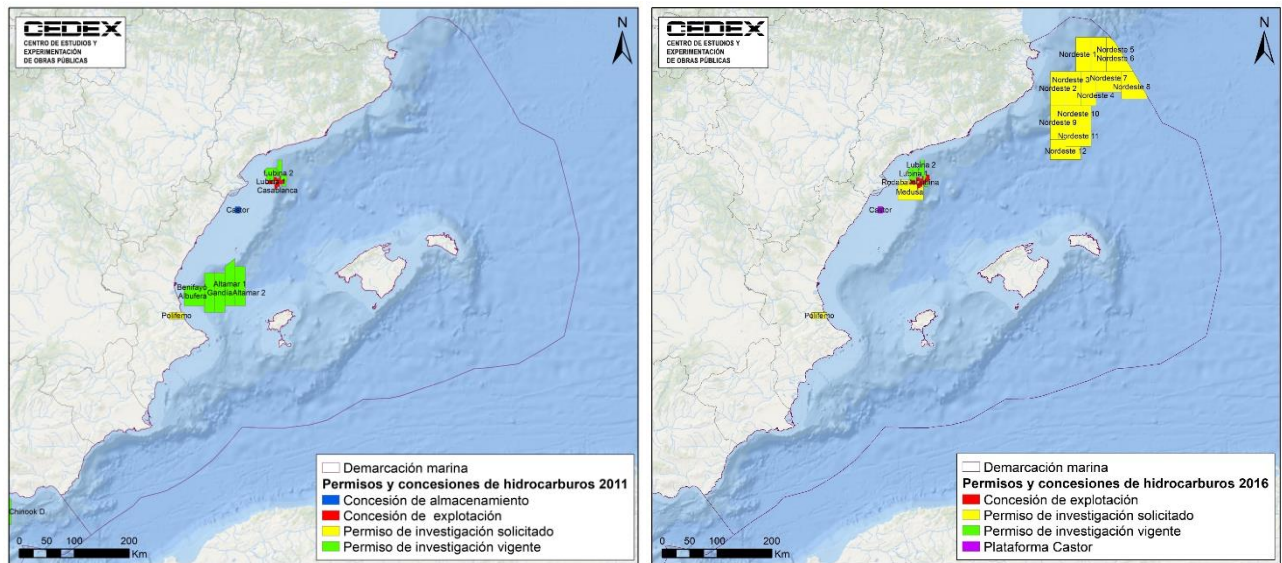 CEDEX
CENTRO DE ESTUDIOS Y
EXPERIMENTACIÓN
DE OBRAS PÚBLICAS
N
Lubina 2
Casablanca
Castor
Benifayó
Altamar 1
Albufera
Gandía
Altamar 2
Polifemo
Chinook D.
0 50 100 200
Km
Demarcación marina
Permisos y concesiones de hidrocarburos 2011
Concesión de almacenamiento
Concesión de explotación
Permiso de investigación solicitado
Permiso de investigación vigente
CEDEX
CENTRO DE ESTUDIOS Y
EXPERIMENTACIÓN
DE OBRAS PÚBLICAS
N
Nordeste 1
Nordeste 5
Nordeste 6
Nordeste 3
Nordeste 7
Nordeste 2
Nordeste 8
Nordeste 4
Nordeste 10
Nordeste 9
Nordeste 11
Nordeste 12
Lubina 2
Lubina 1
Medusa
Castor
Polifemo
0 50 100 200
Km
Demarcación marina
Permisos y concesiones de hidrocarburos 2016
Concesión de explotación
Permiso de investigación solicitado
Permiso de investigación vigente
Plataforma Castor